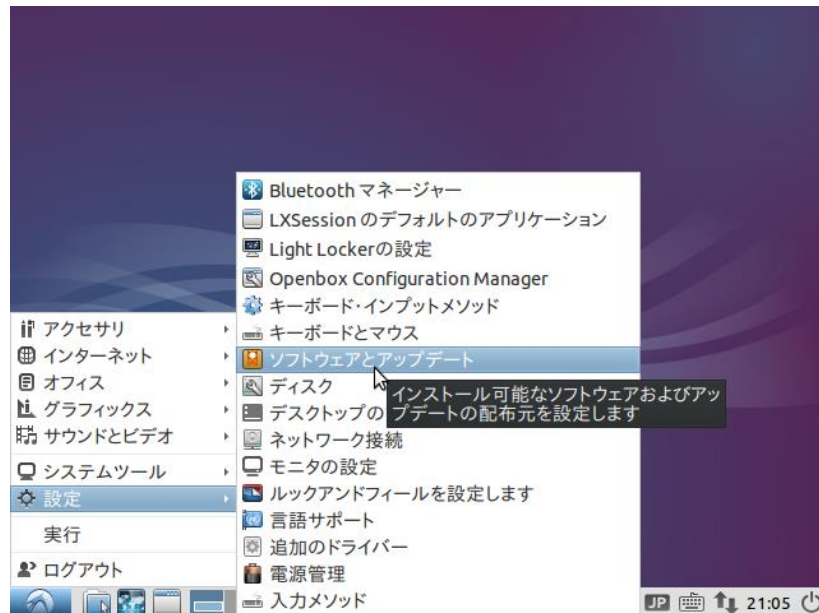 Bluetooth マネージャー
LXSession のデフォルトのアプリケーション
Light Lockerの設定
Openbox Configuration Manager
キーボード・インプットメソッド
キーボードとマウス
ソフトウェアとアップデート
ディスク
デスクトップの
ネットワーク接続
モニタの設定
ルックアンドフィールを設定します
言語サポート
追加のドライバー
電源管理
入力メソッド
インストール可能なソフトウェアおよびアッ
プデートの配布元を設定します
アクセサリ
インターネット
オフィス
グラフィックス
サウンドとビデオ
システムツール
設定
実行
ログアウト
JP
21:05